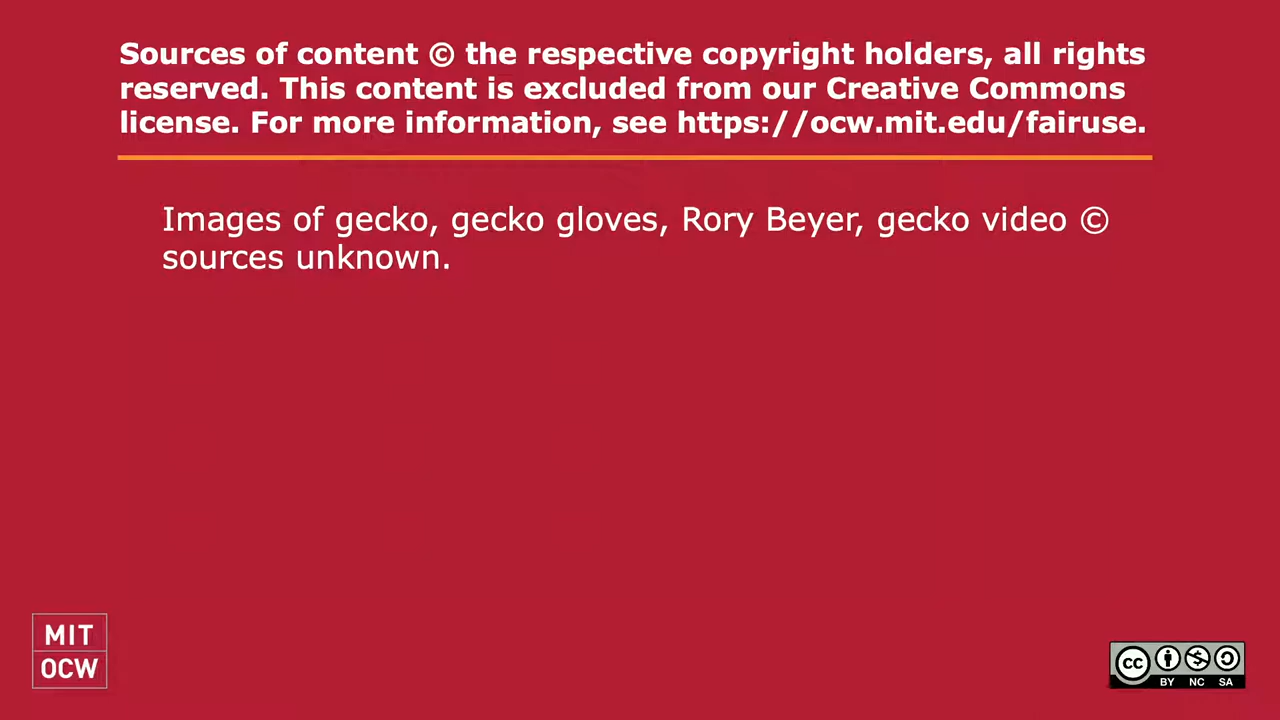 Sources of content © the respective copyright holders, all rights
reserved. This content is excluded from our Creative Commons
license. For more information, see https://ocw.mit.edu/fairuse.
Images of gecko, gecko gloves, Rory Beyer, gecko video ©
sources unknown.
MIT
OCW
cc
BY NC SA